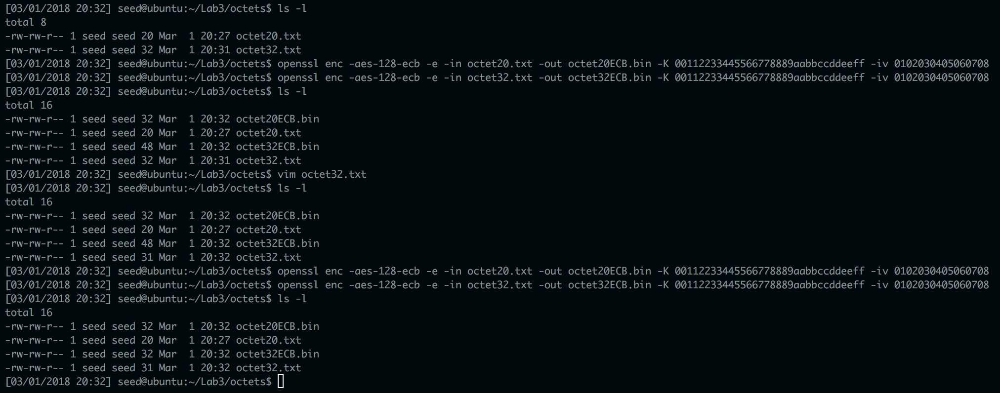 [03/01/2018 20:32] seed@ubuntu:~/Lab3/octets$ ls -l
total 8
-rw-rw-r-- 1 seed seed 20 Mar  1 20:27 octet20.txt
-rw-rw-r-- 1 seed seed 32 Mar  1 20:31 octet32.txt
[03/01/2018 20:32] seed@ubuntu:~/Lab3/octets$ openssl enc -aes-128-ecb -e -in octet20.txt -out octet20ECB.bin -K 00112233445566778889aabbccddeeff -iv 0102030405060708
[03/01/2018 20:32] seed@ubuntu:~/Lab3/octets$ openssl enc -aes-128-ecb -e -in octet32.txt -out octet32ECB.bin -K 00112233445566778889aabbccddeeff -iv 0102030405060708
[03/01/2018 20:32] seed@ubuntu:~/Lab3/octets$ ls -l
total 16
-rw-rw-r-- 1 seed seed 32 Mar  1 20:32 octet20ECB.bin
-rw-rw-r-- 1 seed seed 20 Mar  1 20:27 octet20.txt
-rw-rw-r-- 1 seed seed 48 Mar  1 20:32 octet32ECB.bin
-rw-rw-r-- 1 seed seed 32 Mar  1 20:31 octet32.txt
[03/01/2018 20:32] seed@ubuntu:~/Lab3/octets$ vim octet32.txt
[03/01/2018 20:32] seed@ubuntu:~/Lab3/octets$ ls -l
total 16
-rw-rw-r-- 1 seed seed 32 Mar  1 20:32 octet20ECB.bin
-rw-rw-r-- 1 seed seed 20 Mar  1 20:27 octet20.txt
-rw-rw-r-- 1 seed seed 48 Mar  1 20:32 octet32ECB.bin
-rw-rw-r-- 1 seed seed 31 Mar  1 20:32 octet32.txt
[03/01/2018 20:32] seed@ubuntu:~/Lab3/octets$ openssl enc -aes-128-ecb -e -in octet20.txt -out octet20ECB.bin -K 00112233445566778889aabbccddeeff -iv 0102030405060708
[03/01/2018 20:32] seed@ubuntu:~/Lab3/octets$ openssl enc -aes-128-ecb -e -in octet32.txt -out octet32ECB.bin -K 00112233445566778889aabbccddeeff -iv 0102030405060708
[03/01/2018 20:32] seed@ubuntu:~/Lab3/octets$ ls -l
total 16
-rw-rw-r-- 1 seed seed 32 Mar  1 20:32 octet20ECB.bin
-rw-rw-r-- 1 seed seed 20 Mar  1 20:27 octet20.txt
-rw-rw-r-- 1 seed seed 32 Mar  1 20:32 octet32ECB.bin
-rw-rw-r-- 1 seed seed 31 Mar  1 20:32 octet32.txt
[03/01/2018 20:32] seed@ubuntu:~/Lab3/octets$